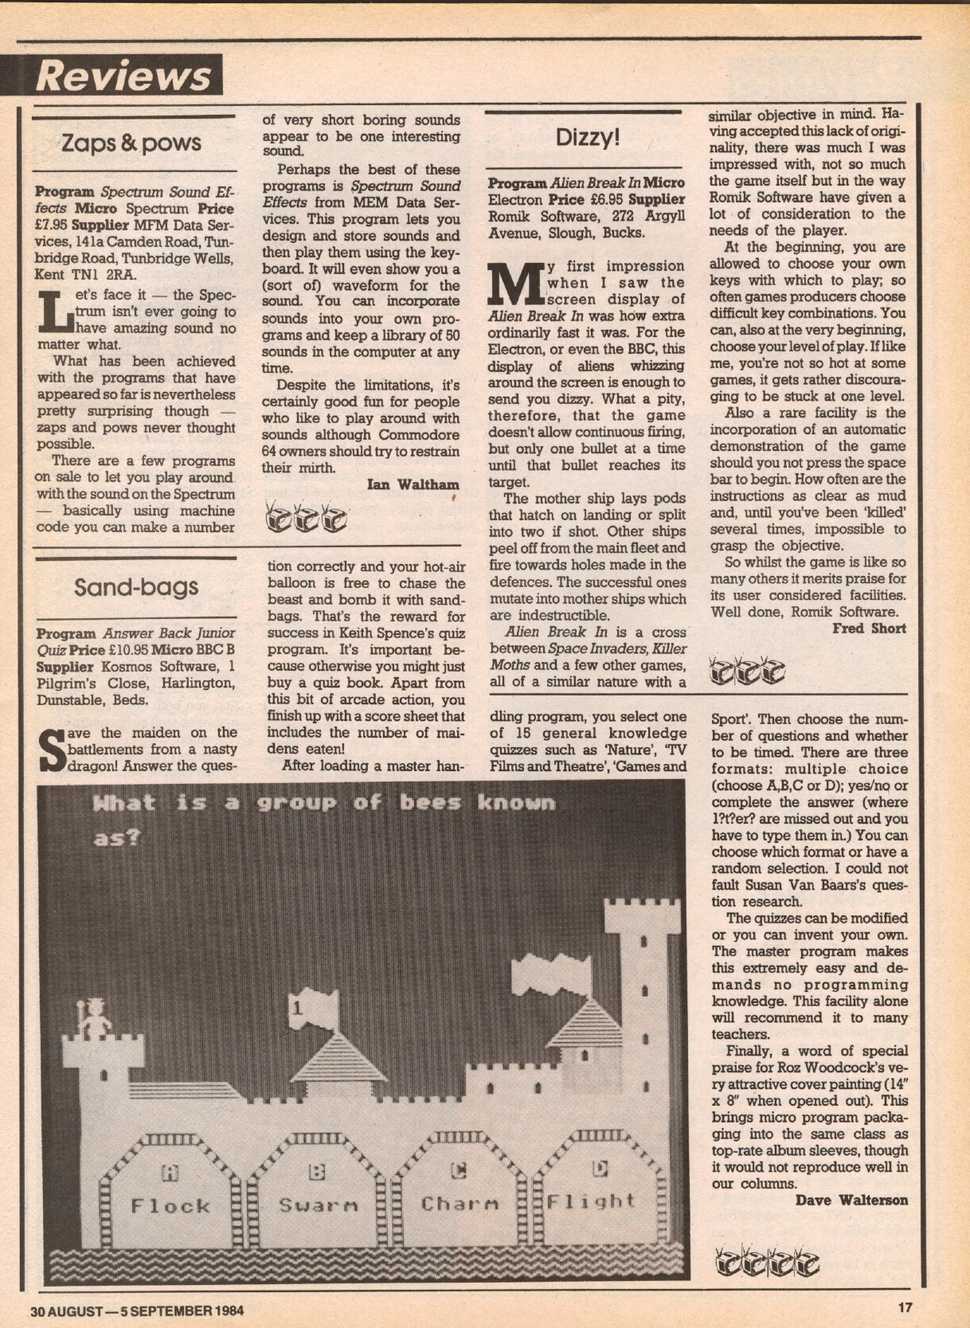 Reviews
Zaps & pows
Program Spectrum Sound Ef-
fects Micro Spectrum Price
£7.95 Supplier MFM Data Ser-
vices, 141a Camden Road, Tun-
bridge Road, Tunbridge Wells,
Kent TN1 2RA.
Let's face it — the Spec-
trum isn't ever going to
have amazing sound no
matter what.
What has been achieved
with the programs that have
appeared so far is nevertheless
pretty surprising though —
zaps and pows never thought
possible.
There are a few programs
on sale to let you play around
with the sound on the Spectrum
— basically using machine
code you can make a number
of very short boring sounds
appear to be one interesting
sound.
Perhaps the best of these
programs is Spectrum Sound
Effects from MEM Data Ser-
vices. This program lets you
design and store sounds and
then play them using the key-
board. It will even show you a
(sort of) waveform for the
sound. You can incorporate
sounds into your own pro-
grams and keep a library of 50
sounds in the computer at any
time.
Despite the limitations, it's
certainly good fun for people
who like to play around with
sounds although Commodore
64 owners should try to restrain
their mirth.
Ian Waltham
Sand-bags
Program Answer Back Junior
Quiz Price £10.95 Micro BBC B
Supplier Kosmos Software, 1
Pilgrim's Close, Harlington,
Dunstable, Beds.
Save the maiden on the
battlements from a nasty
dragon! Answer the ques-
tion correctly and your hot-air
balloon is free to chase the
beast and bomb it with sand-
bags. That's the reward for
success in Keith Spence's quiz
program. It's important be-
cause otherwise you might just
buy a quiz book. Apart from
this bit of arcade action, you
finish up with a score sheet that
includes the number of mai-
dens eaten!
After loading a master han-
dling program, you select one
of 15 general knowledge
quizzes such as 'Nature', 'TV
Films and Theatre', 'Games and
Sport'. Then choose the num-
ber of questions and whether
to be timed. There are three
formats: multiple choice
(choose A,B,C or D); yes/no or
complete the answer (where
l?t?er? are missed out and you
have to type them in.) You can
choose which format or have a
random selection. I could not
fault Susan Van Baars's ques-
tion research.
The quizzes can be modified
or you can invent your own.
The master program makes
this extremely easy and de-
mands no programming
knowledge. This facility alone
will recommend it to many
teachers.
Finally, a word of special
praise for Roz Woodcock's ve-
ry attractive cover painting (14"
x 8" when opened out). This
brings micro program packa-
ging into the same class as
top-rate album sleeves, though
it would not reproduce well in
our columns.
Dave Walterson
Dizzy!
Program Alien Break In Micro
Electron Price £6.95 Supplier
Romik Software, 272 Argyll
Avenue, Slough, Bucks.
My first impression
when I saw the
screen display of
Alien Break In was how extra
ordinarily fast it was. For the
Electron, or even the BBC, this
display of aliens whizzing
around the screen is enough to
send you dizzy. What a pity,
therefore, that the game
doesn't allow continuous firing,
but only one bullet at a time
until that bullet reaches its
target.
The mother ship lays pods
that hatch on landing or split
into two if shot. Other ships
peel off from the main fleet and
fire towards holes made in the
defences. The successful ones
mutate into mother ships which
are indestructible.
Alien Break In is a cross
between Space Invaders, Killer
Moths and a few other games,
all of a similar nature with a
similar objective in mind. Ha-
ving accepted this lack of origi-
nality, there was much I was
impressed with, not so much
the game itself but in the way
Romik Software have given a
lot of consideration to the
needs of the player.
At the beginning, you are
allowed to choose your own
keys with which to play; so
often games producers choose
difficult key combinations. You
can, also at the very beginning,
choose your level of play. If like
me, you're not so hot at some
games, it gets rather discoura-
ging to be stuck at one level.
Also a rare facility is the
incorporation of an automatic
demonstration of the game
should you not press the space
bar to begin. How often are the
instructions as clear as mud
and, until you've been 'killed'
several times, impossible to
grasp the objective.
So whilst the game is like so
many others it merits praise for
its user considered facilities.
Well done, Romik Software.
Fred Short
What is a group of bees known
as?
1
A B C D
Flock Swarm Charm Flight
30 AUGUST—5 SEPTEMBER 1984
17